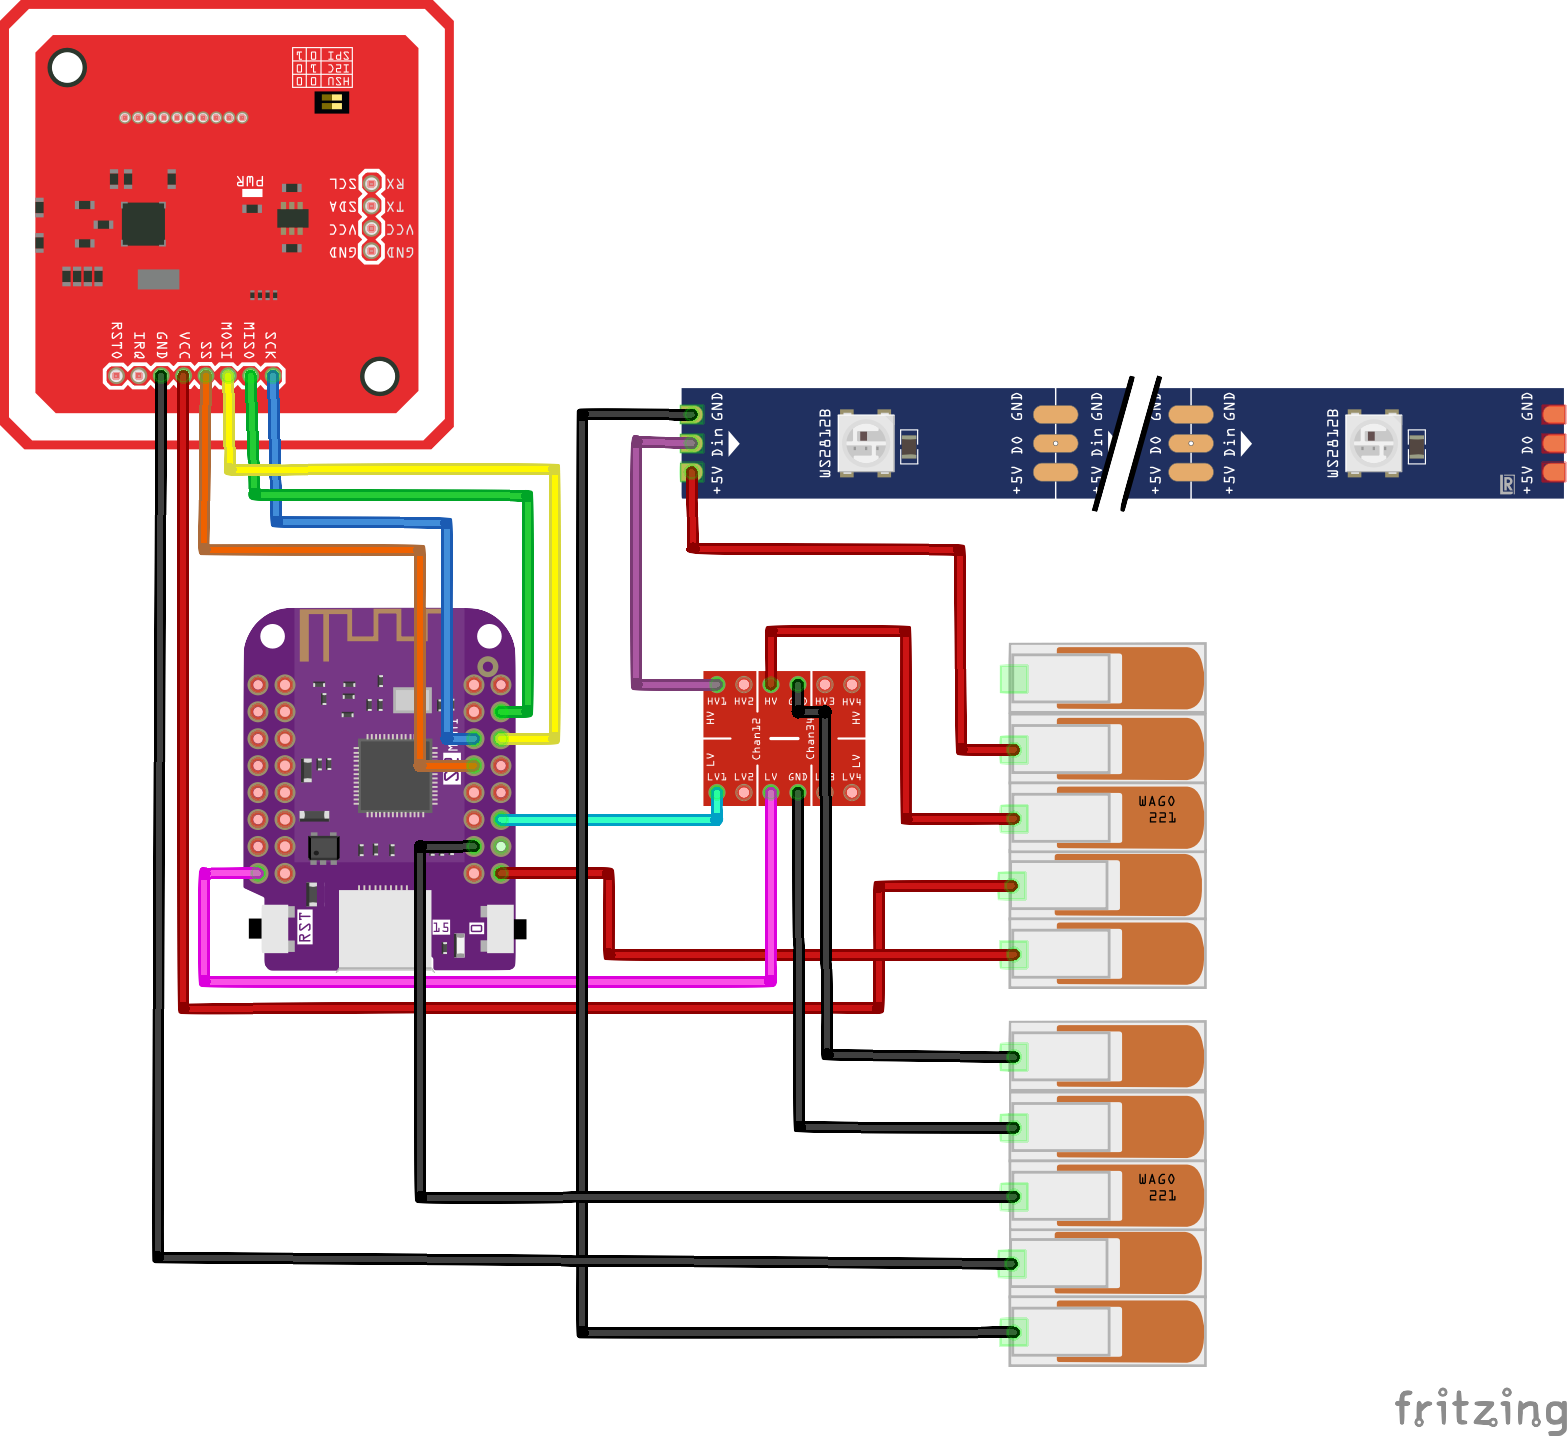 SPI 0 1
I2C 1 0
HSU 0 0
PWR
SCL RX
SDA TX
VCC VCC
GND GND
RSTO
IRQ
GND
VCC
SS
MOSI
MISO
SCK
GND
Din
+5V
WS2812B
GND
DO
+5V
GND
Din
+5V
GND
DO
+5V
GND
Din
+5V
WS2812B
GND
DO
+5V
HV1 HV2 HV HV3 HV4
HV
HV
Chan12
Chan34
LV
LV
LV1 LV2 LV GND LV4
WAGO
221
RST
15
0
WAGO
221
fritzing